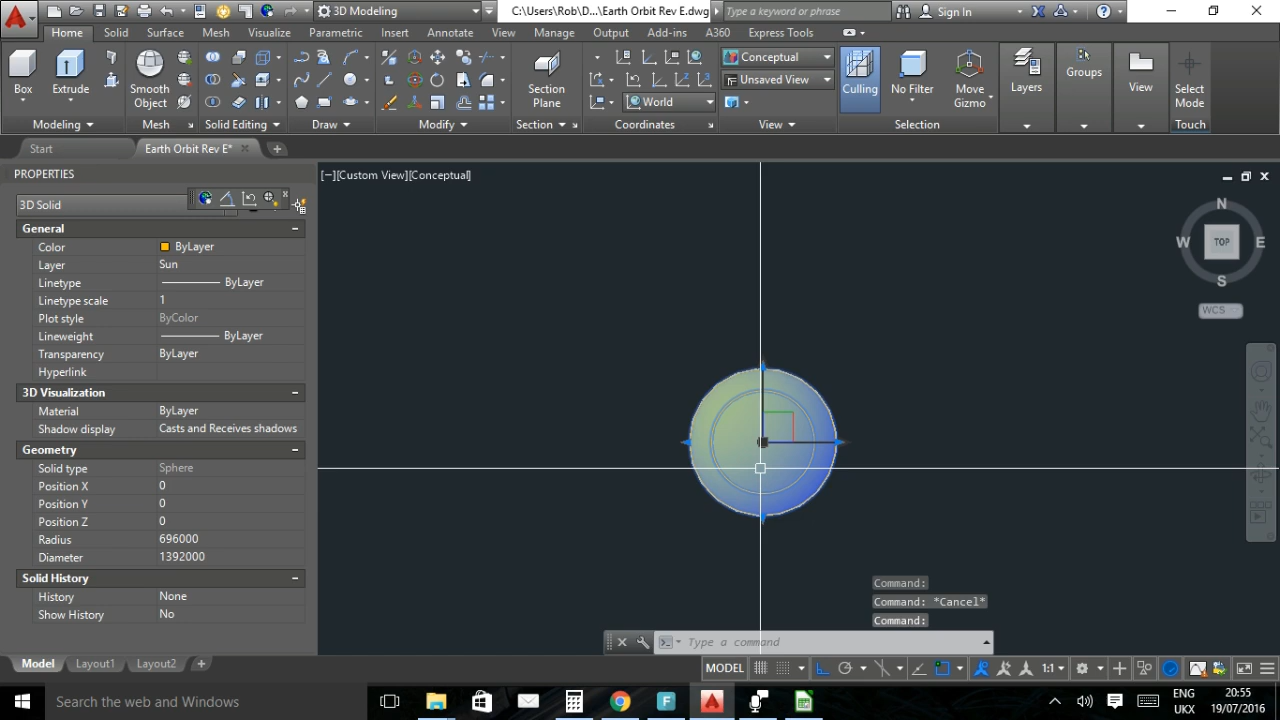 3D Modeling
C:\Users\Rob\D...\Earth Orbit Rev E.dwg
Type a keyword or phrase
Sign In
Home Solid Surface Mesh Visualize Parametric Insert Annotate View Manage Output Add-ins A360 Express Tools
Box
Extrude
Smooth
Object
Section
Plane
Conceptual
Unsaved View
World
Culling
No Filter
Move
Gizmo
Layers
Groups
View
Select
Mode
Modeling Mesh Solid Editing Draw Modify Section Coordinates View Selection Touch
Start
Earth Orbit Rev E*
PROPERTIES
3D Solid
General
Color ByLayer
Layer Sun
Linetype ByLayer
Linetype scale 1
Plot style ByColor
Lineweight ByLayer
Transparency ByLayer
Hyperlink
3D Visualization
Material ByLayer
Shadow display Casts and Receives shadows
Geometry
Solid type Sphere
Position X 0
Position Y 0
Position Z 0
Radius 696000
Diameter 1392000
Solid History
History None
Show History No
[−][Custom View][Conceptual]
N
W TOP E
S
WCS
Command:
Command: *Cancel*
Command:
Type a command
Model Layout1 Layout2
MODEL
1:1
Search the web and Windows
ENG
UKX
20:55
19/07/2016